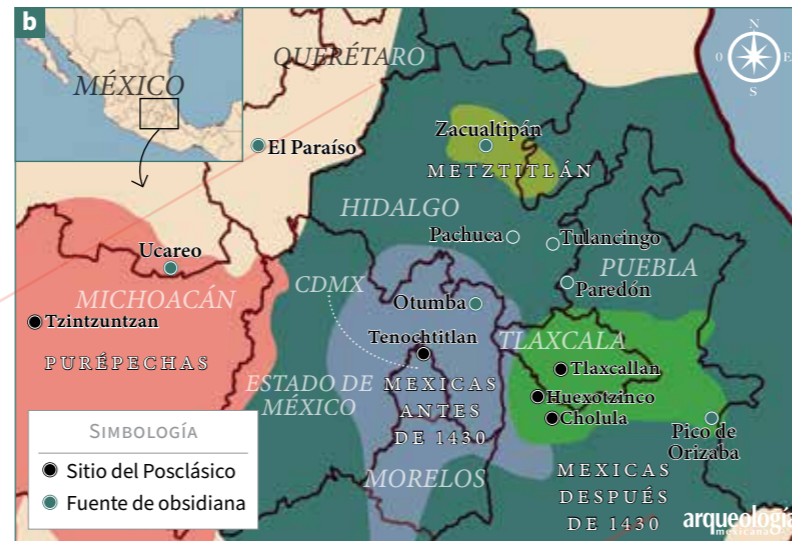 b
MÉXICO
QUERÉTARO
N
O
E
S
El Paraíso
Zacualtipán
METZTITLÁN
HIDALGO
Pachuca
Tulancingo
Ucareo
PUEBLA
MICHOACÁN
CDMX
Otumba
Paredón
Tzintzuntzan
Tenochtitlan
TLAXCALA
PURÉPECHAS
Tlaxcallan
ESTADO DE
MÉXICO
MEXICAS
ANTES
DE 1430
Huexotzinco
Cholula
Pico de
Orizaba
SIMBOLOGÍA
Sitio del Posclásico
Fuente de obsidiana
MORELOS
MEXICAS
DESPUÉS
DE 1430
arqueología
mexicana